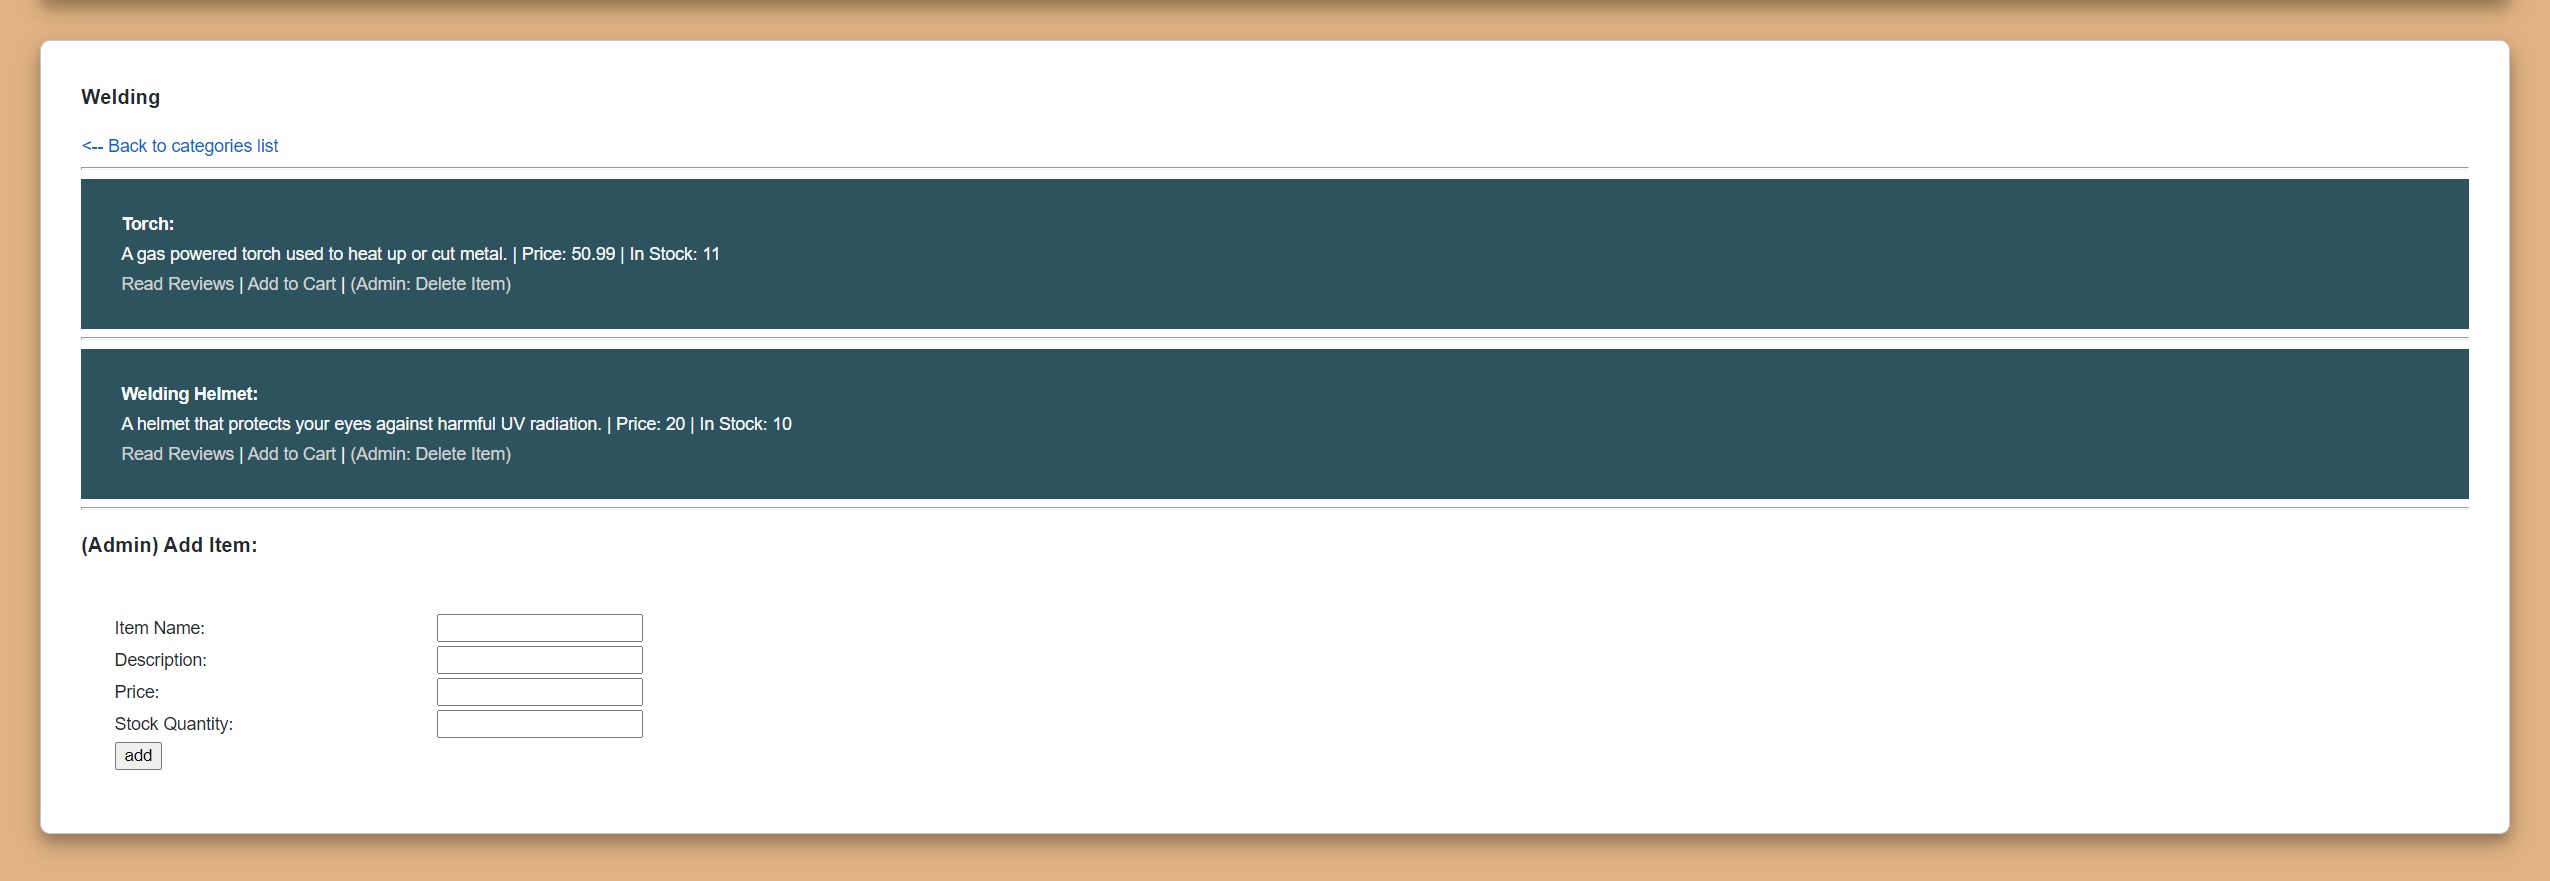 Welding
<-- Back to categories list
Torch:
A gas powered torch used to heat up or cut metal. | Price: 50.99 | In Stock: 11
Read Reviews | Add to Cart | (Admin: Delete Item)
Welding Helmet:
A helmet that protects your eyes against harmful UV radiation. | Price: 20 | In Stock: 10
Read Reviews | Add to Cart | (Admin: Delete Item)
(Admin) Add Item:
Item Name:
Description:
Price:
Stock Quantity:
add